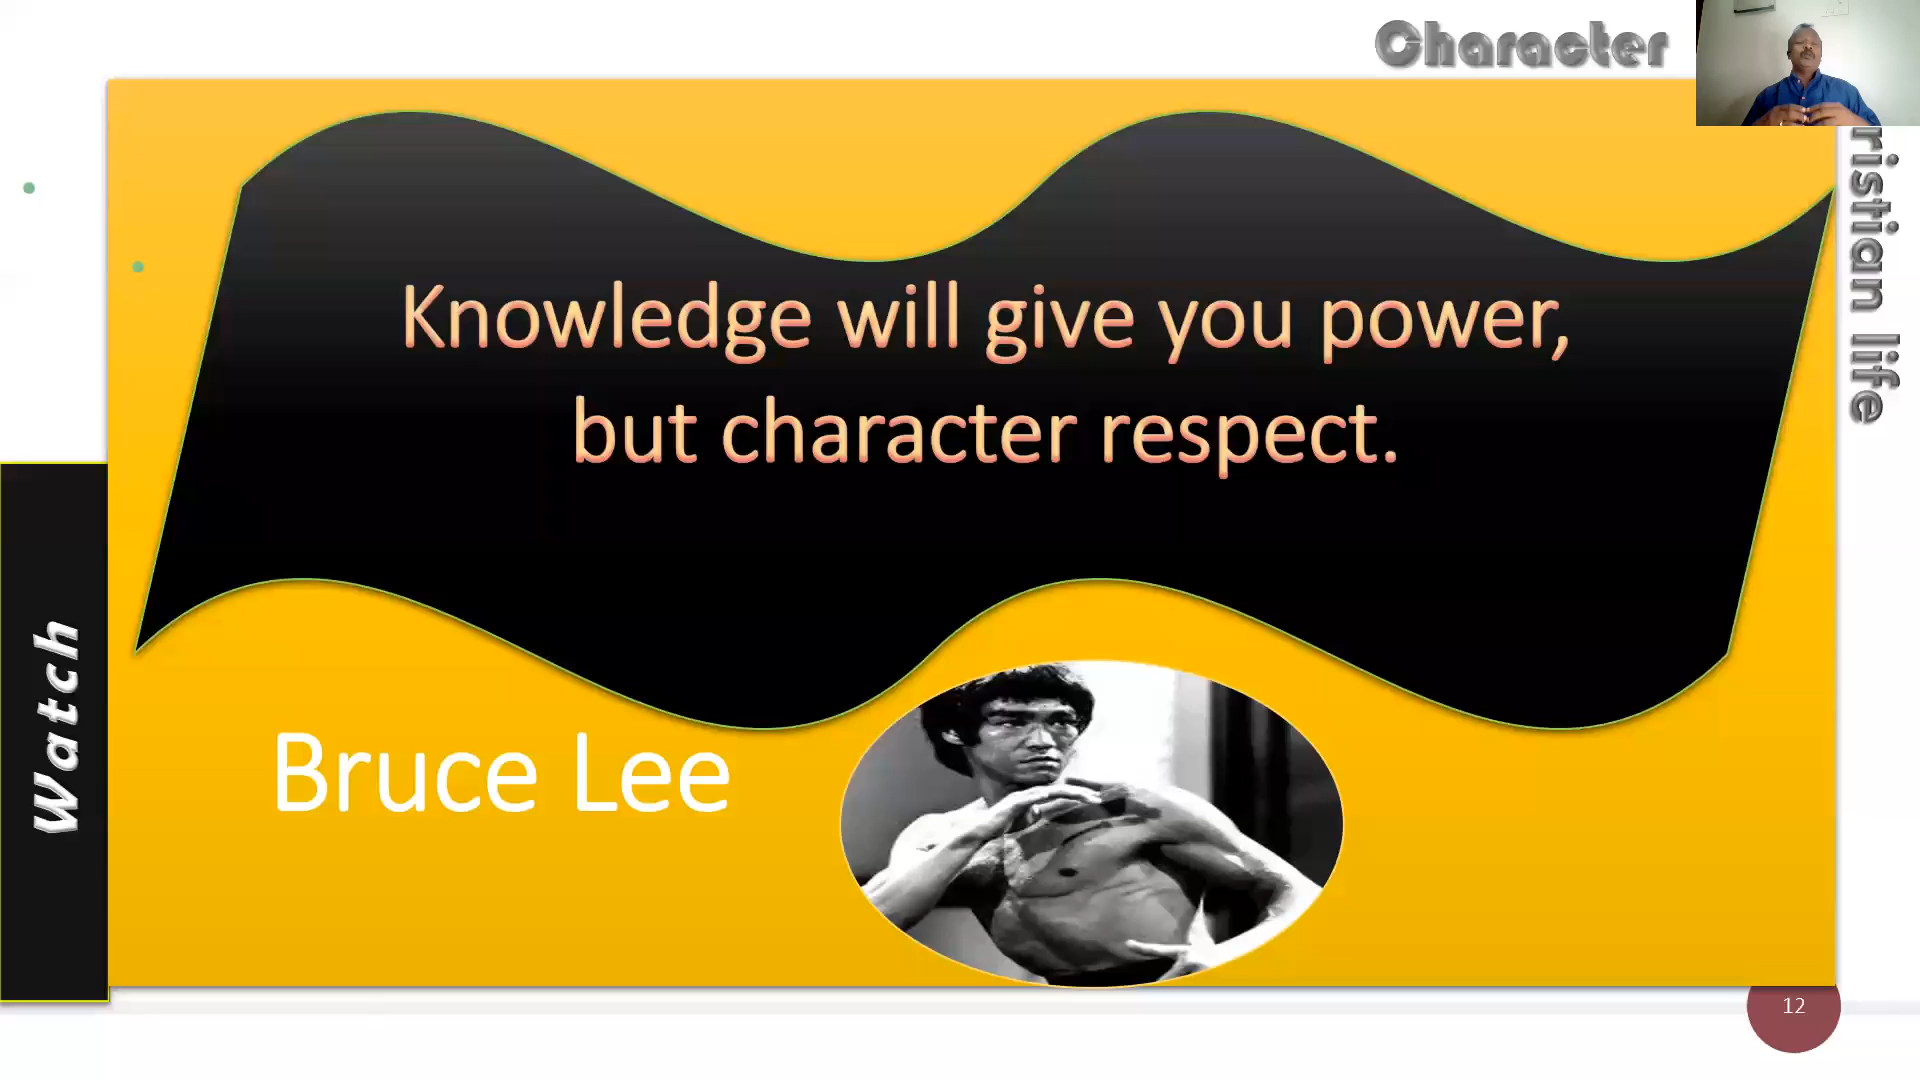 Character
ristian life
Knowledge will give you power,
but character respect.
Watch
Bruce Lee
12